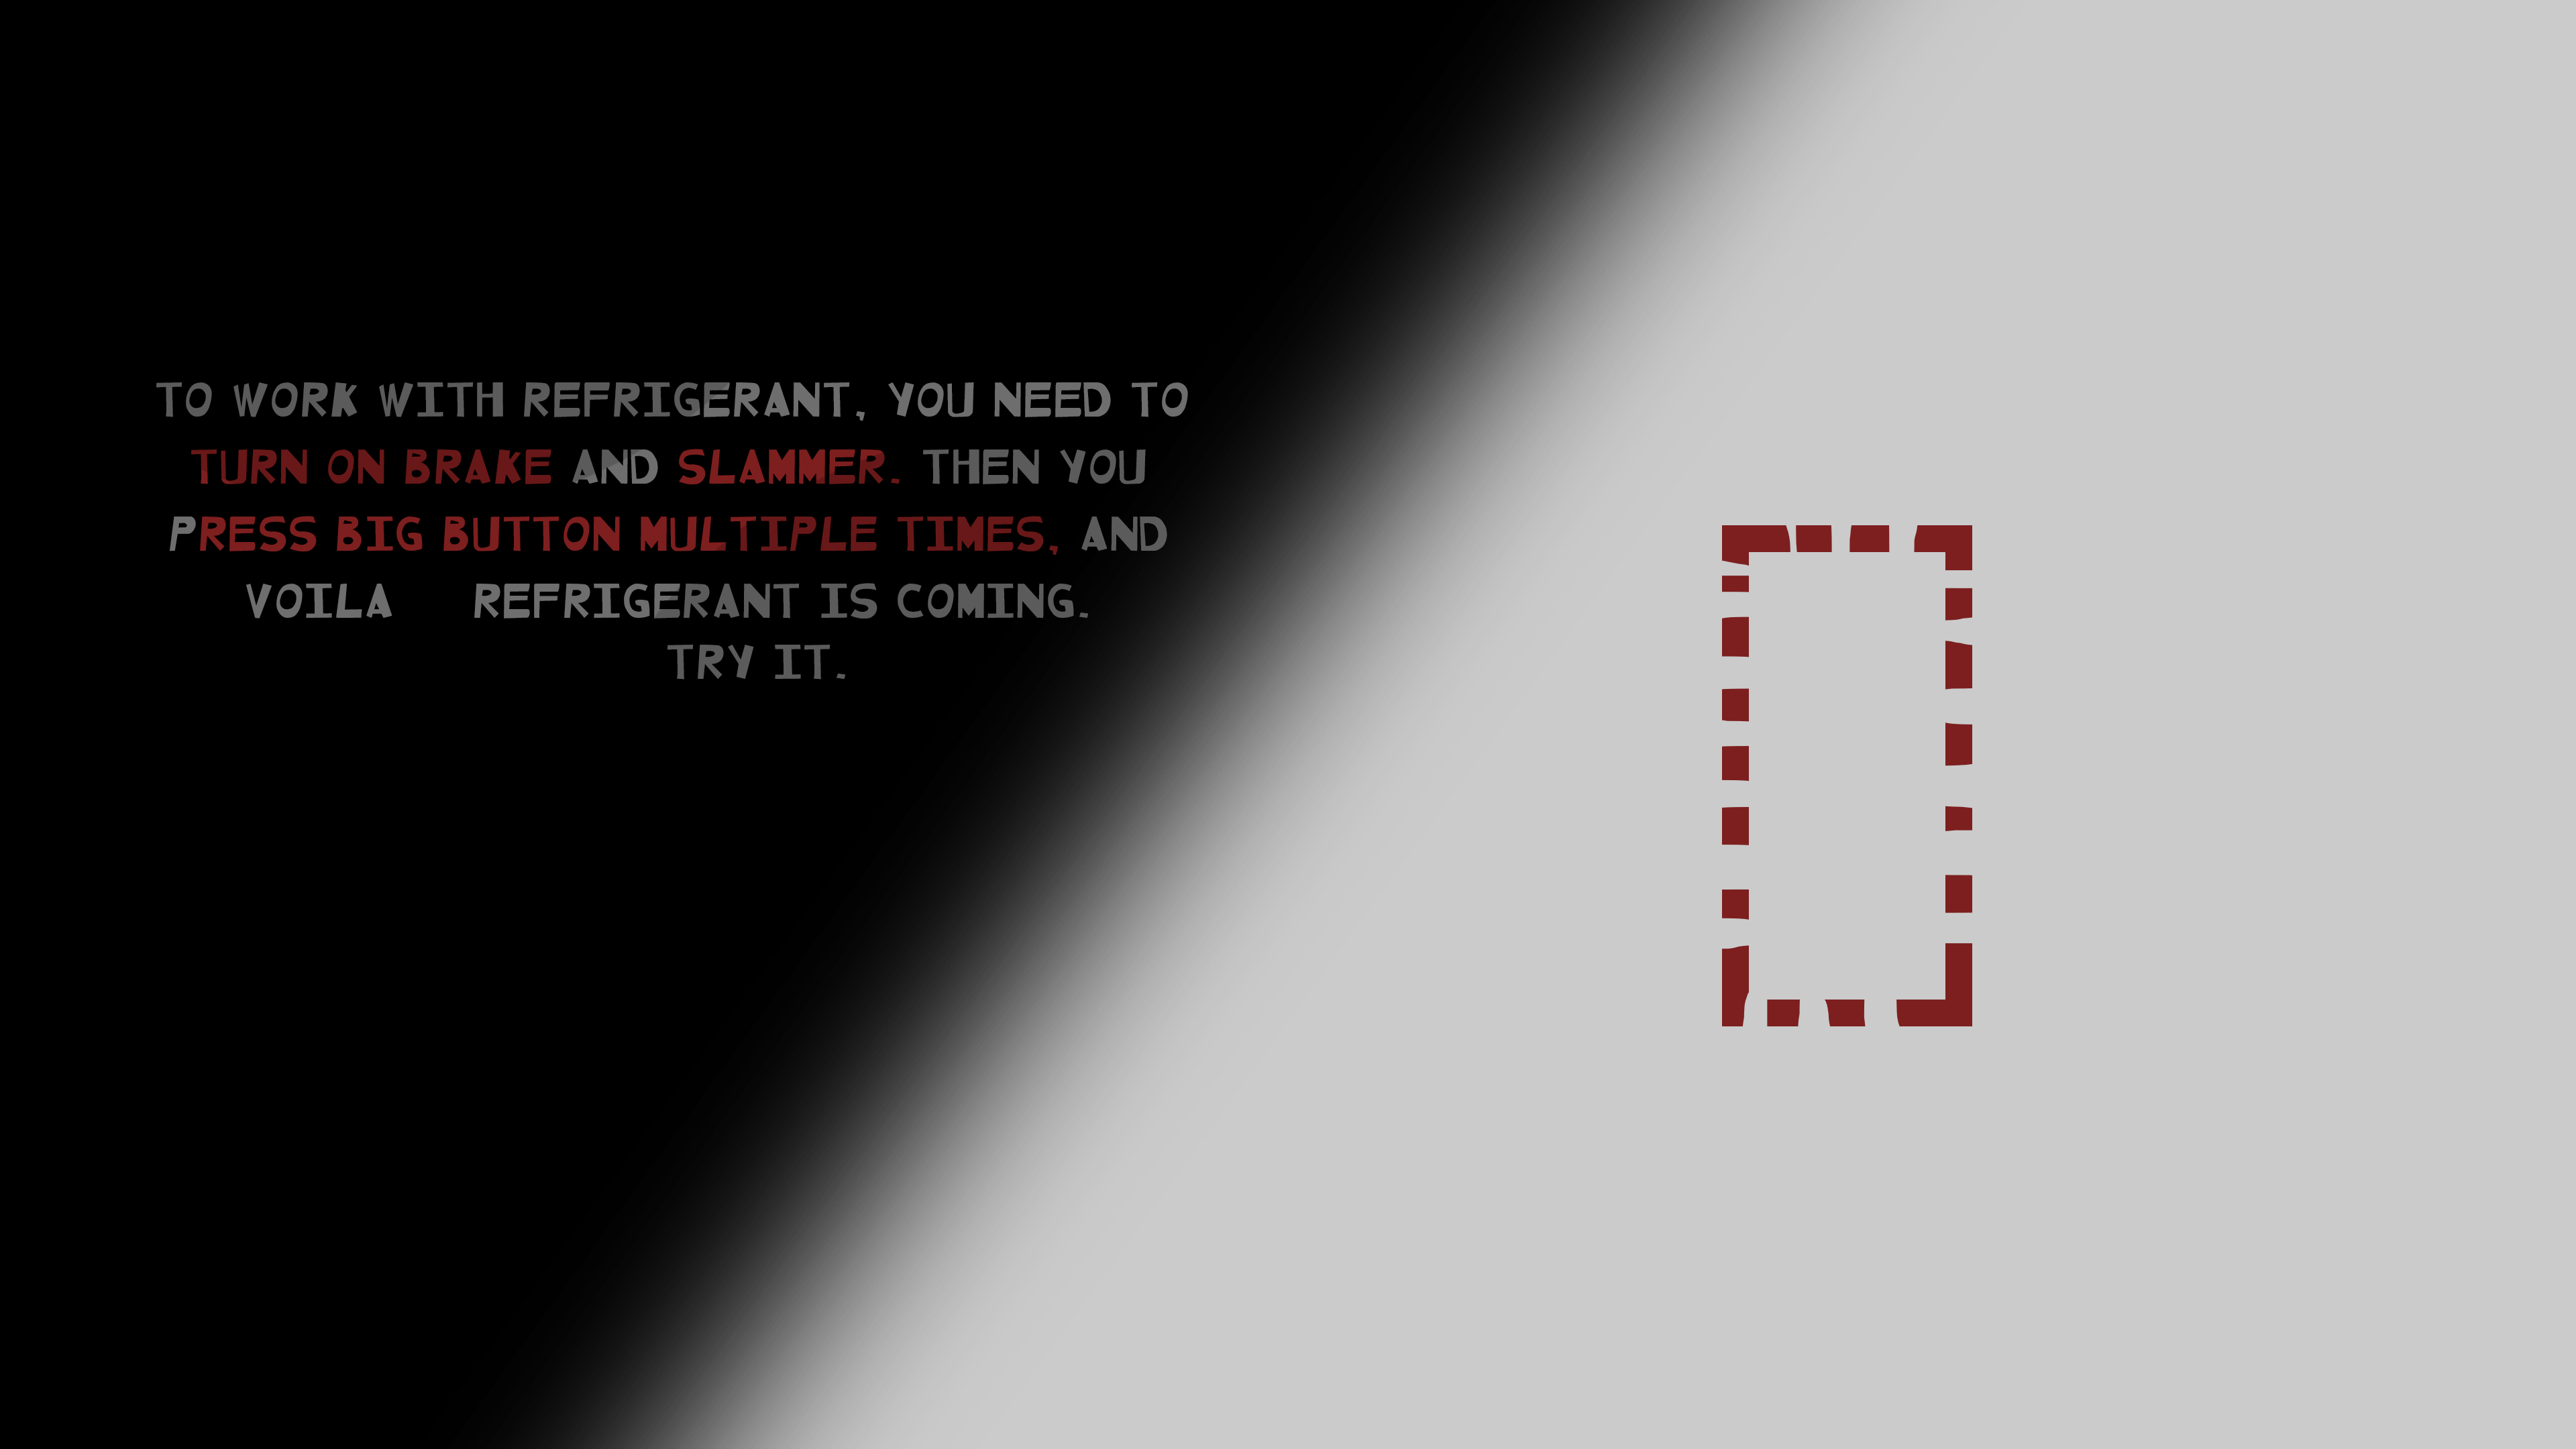 TO WORK WITH REFRIGERANT, YOU NEED TO
TURN ON BRAKE AND SLAMMER. THEN YOU
PRESS BIG BUTTON MULTIPLE TIMES, AND
VOILA REFRIGERANT IS COMING.
TRY IT.